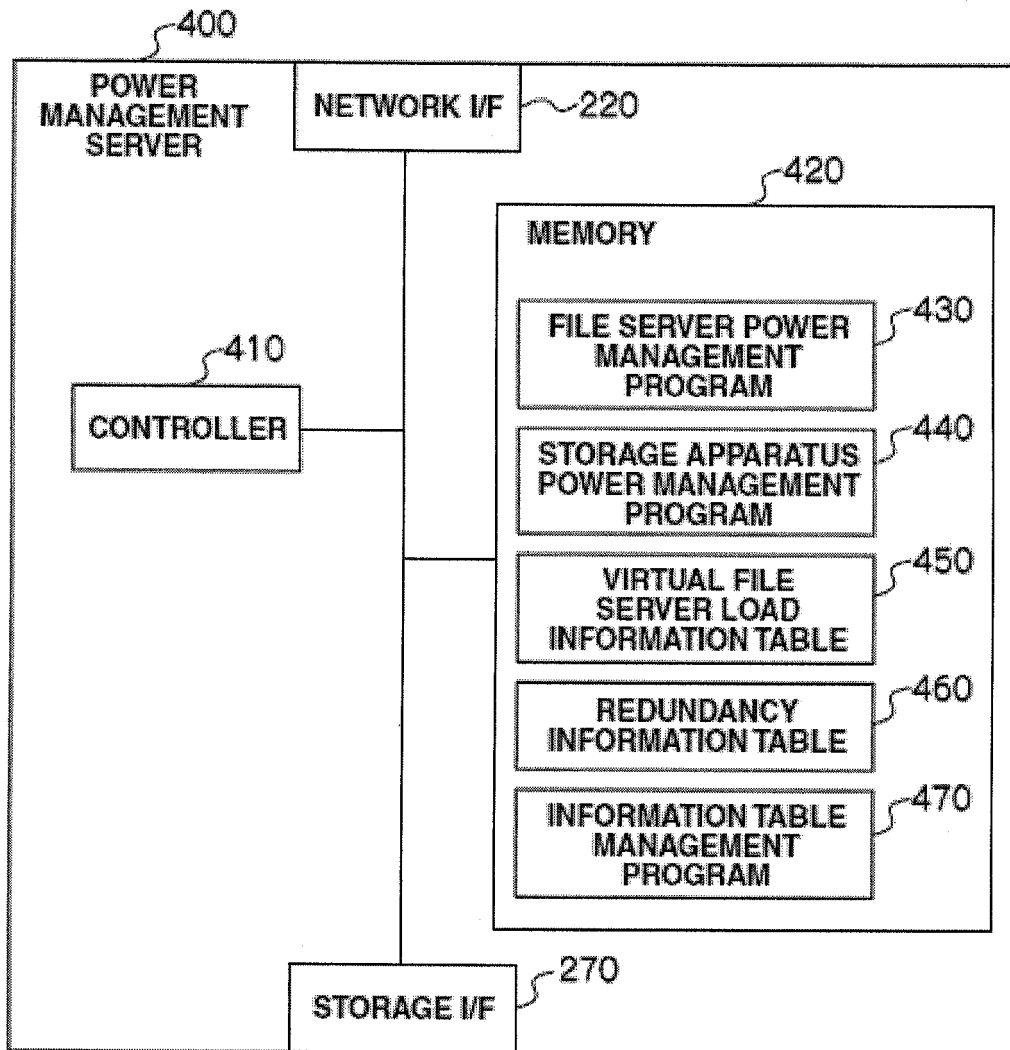 400
POWER
MANAGEMENT
SERVER
NETWORK I/F
220
420
MEMORY
430
FILE SERVER POWER
MANAGEMENT
PROGRAM
410
CONTROLLER
440
STORAGE APPARATUS
POWER MANAGEMENT
PROGRAM
450
VIRTUAL FILE
SERVER LOAD
INFORMATION TABLE
460
REDUNDANCY
INFORMATION TABLE
470
INFORMATION TABLE
MANAGEMENT
PROGRAM
270
STORAGE I/F